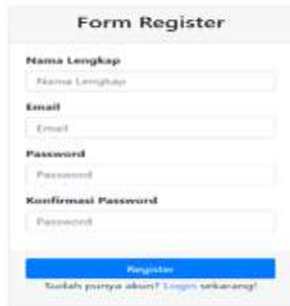 Form Register
Nama Lengkap
Nama Lengkap
Email
Email
Password
Password
Konfirmasi Password
Password
Register
Sudah punya akun? Login sekarang!